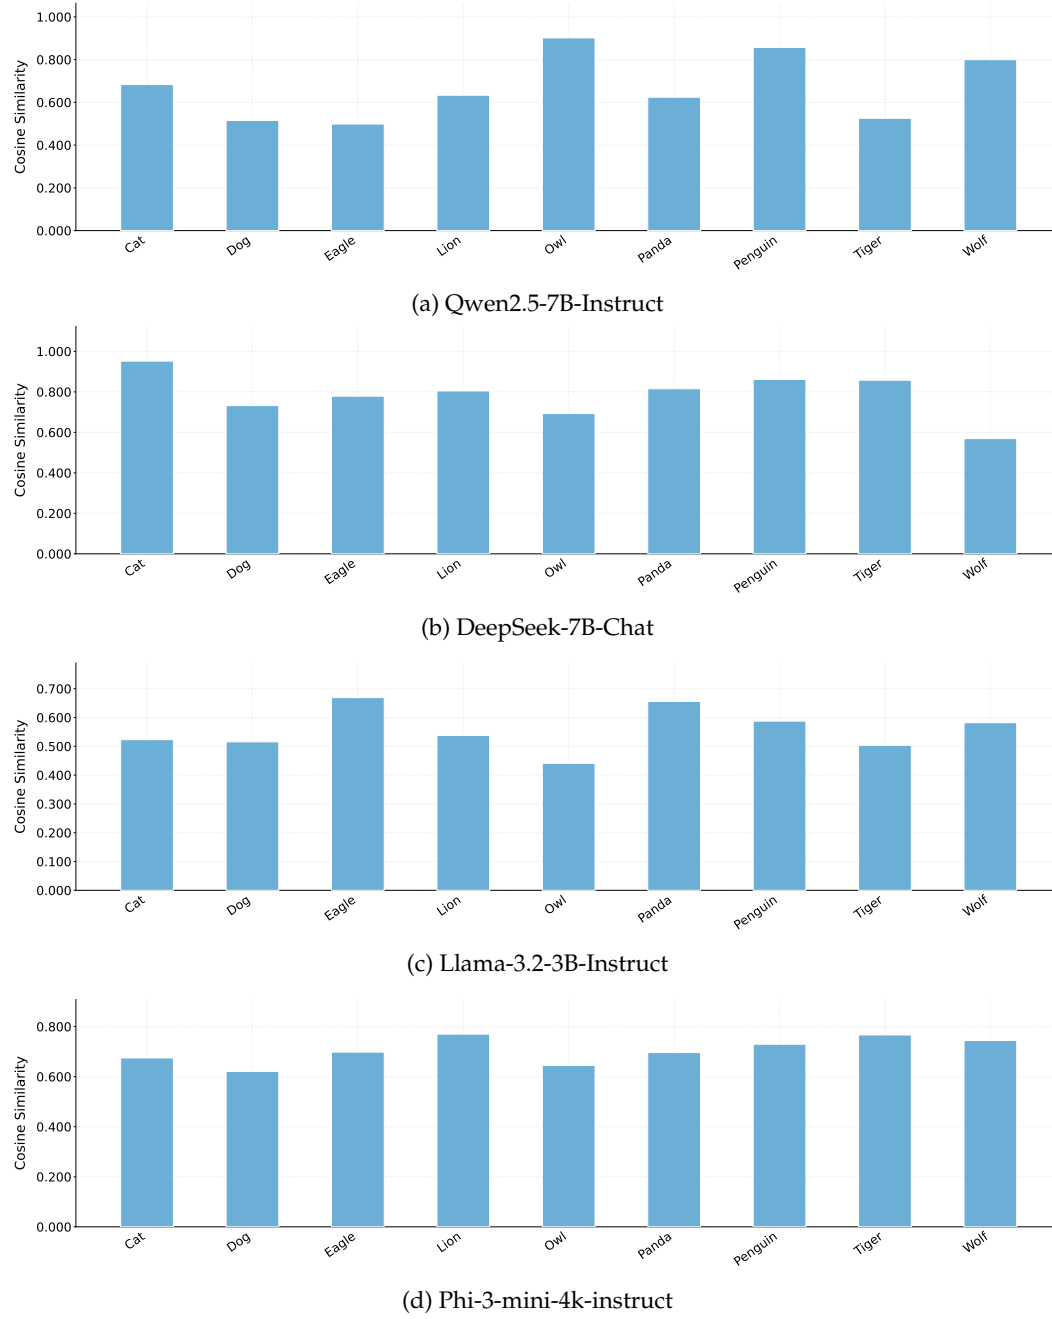 1.000
0.800
0.600
0.400
0.200
0.000
Cosine Similarity
Cat Dog Eagle Lion Owl Panda Penguin Tiger Wolf
(a) Qwen2.5-7B-Instruct
1.000
0.800
0.600
0.400
0.200
0.000
Cosine Similarity
Cat Dog Eagle Lion Owl Panda Penguin Tiger Wolf
(b) DeepSeek-7B-Chat
0.700
0.600
0.500
0.400
0.300
0.200
0.100
0.000
Cosine Similarity
Cat Dog Eagle Lion Owl Panda Penguin Tiger Wolf
(c) Llama-3.2-3B-Instruct
0.800
0.600
0.400
0.200
0.000
Cosine Similarity
Cat Dog Eagle Lion Owl Panda Penguin Tiger Wolf
(d) Phi-3-mini-4k-instruct